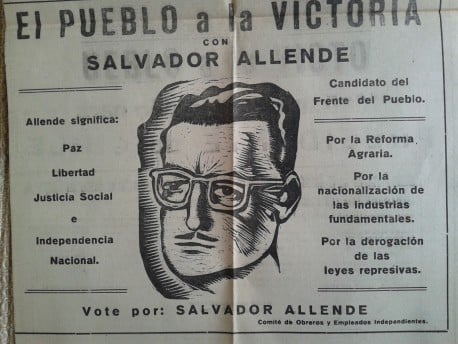 El PUEBLO a la VICTORIA
CON
SALVADOR ALLENDE
Allende significa:
Paz
Libertad
Justicia Social
e
Independencia
Nacional.
Candidato del
Frente del Pueblo.
Por la Reforma
Agraria.
Por la
nacionalización de
las industrias
fundamentales.
Por la derogación
de las
leyes represivas.
Vote por: SALVADOR ALLENDE
Comité de Obreros y Empleados Independientes.